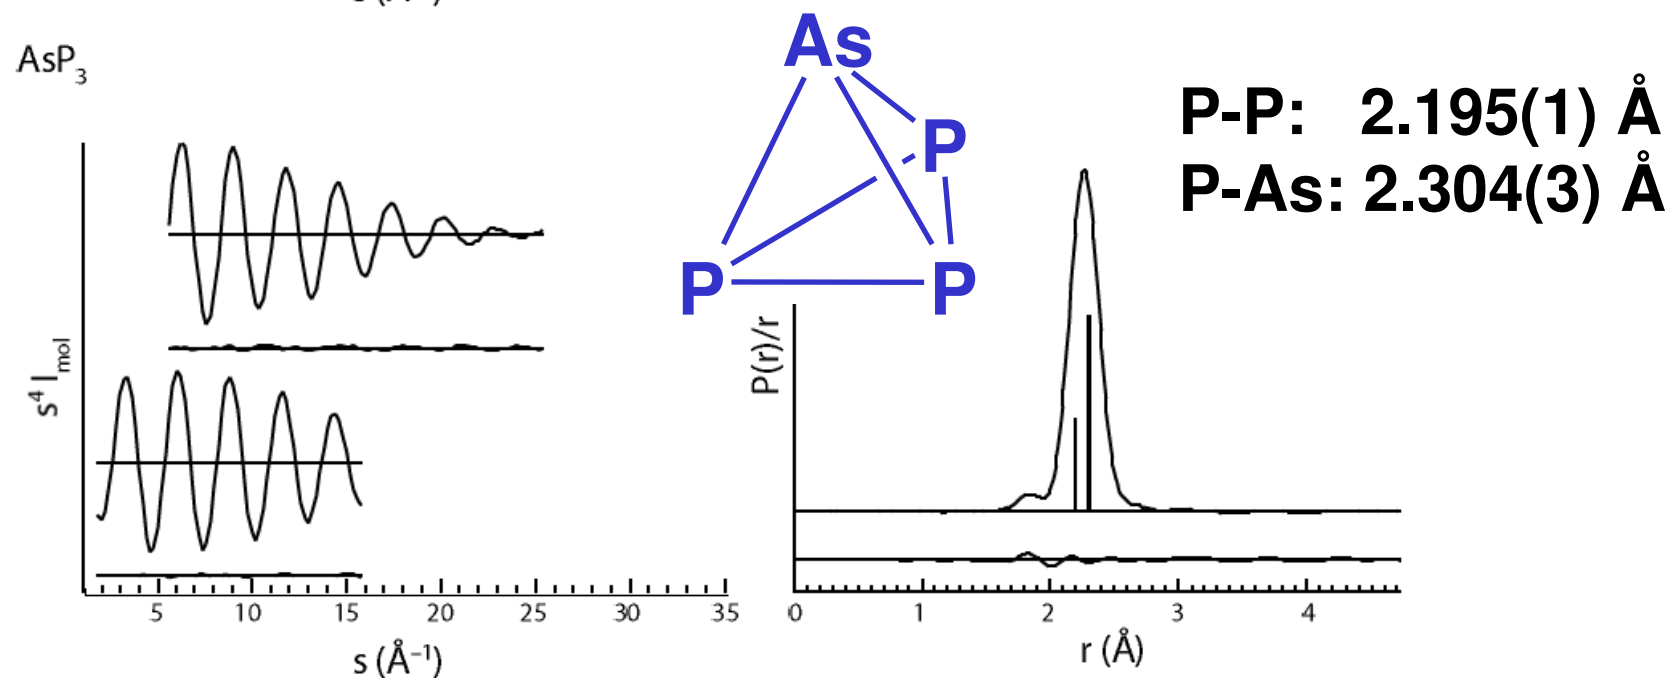 AsP3
s4 Imol
5 10 15 20 25 30 35
s (Å–1)
As
P
P P
P(r)/r
0 1 2 3 4
r (Å)
P-P: 2.195(1) Å
P-As: 2.304(3) Å